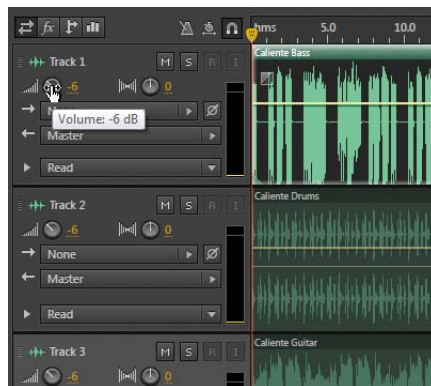 fx
hms 5.0 10.0
Track 1 M S R I
Caliente Bass
-6 0
Volume: -6 dB
Master
Read
Track 2 M S R I
Caliente Drums
-6 0
None
Master
Read
Track 3 M S R I
Caliente Guitar
-6 0